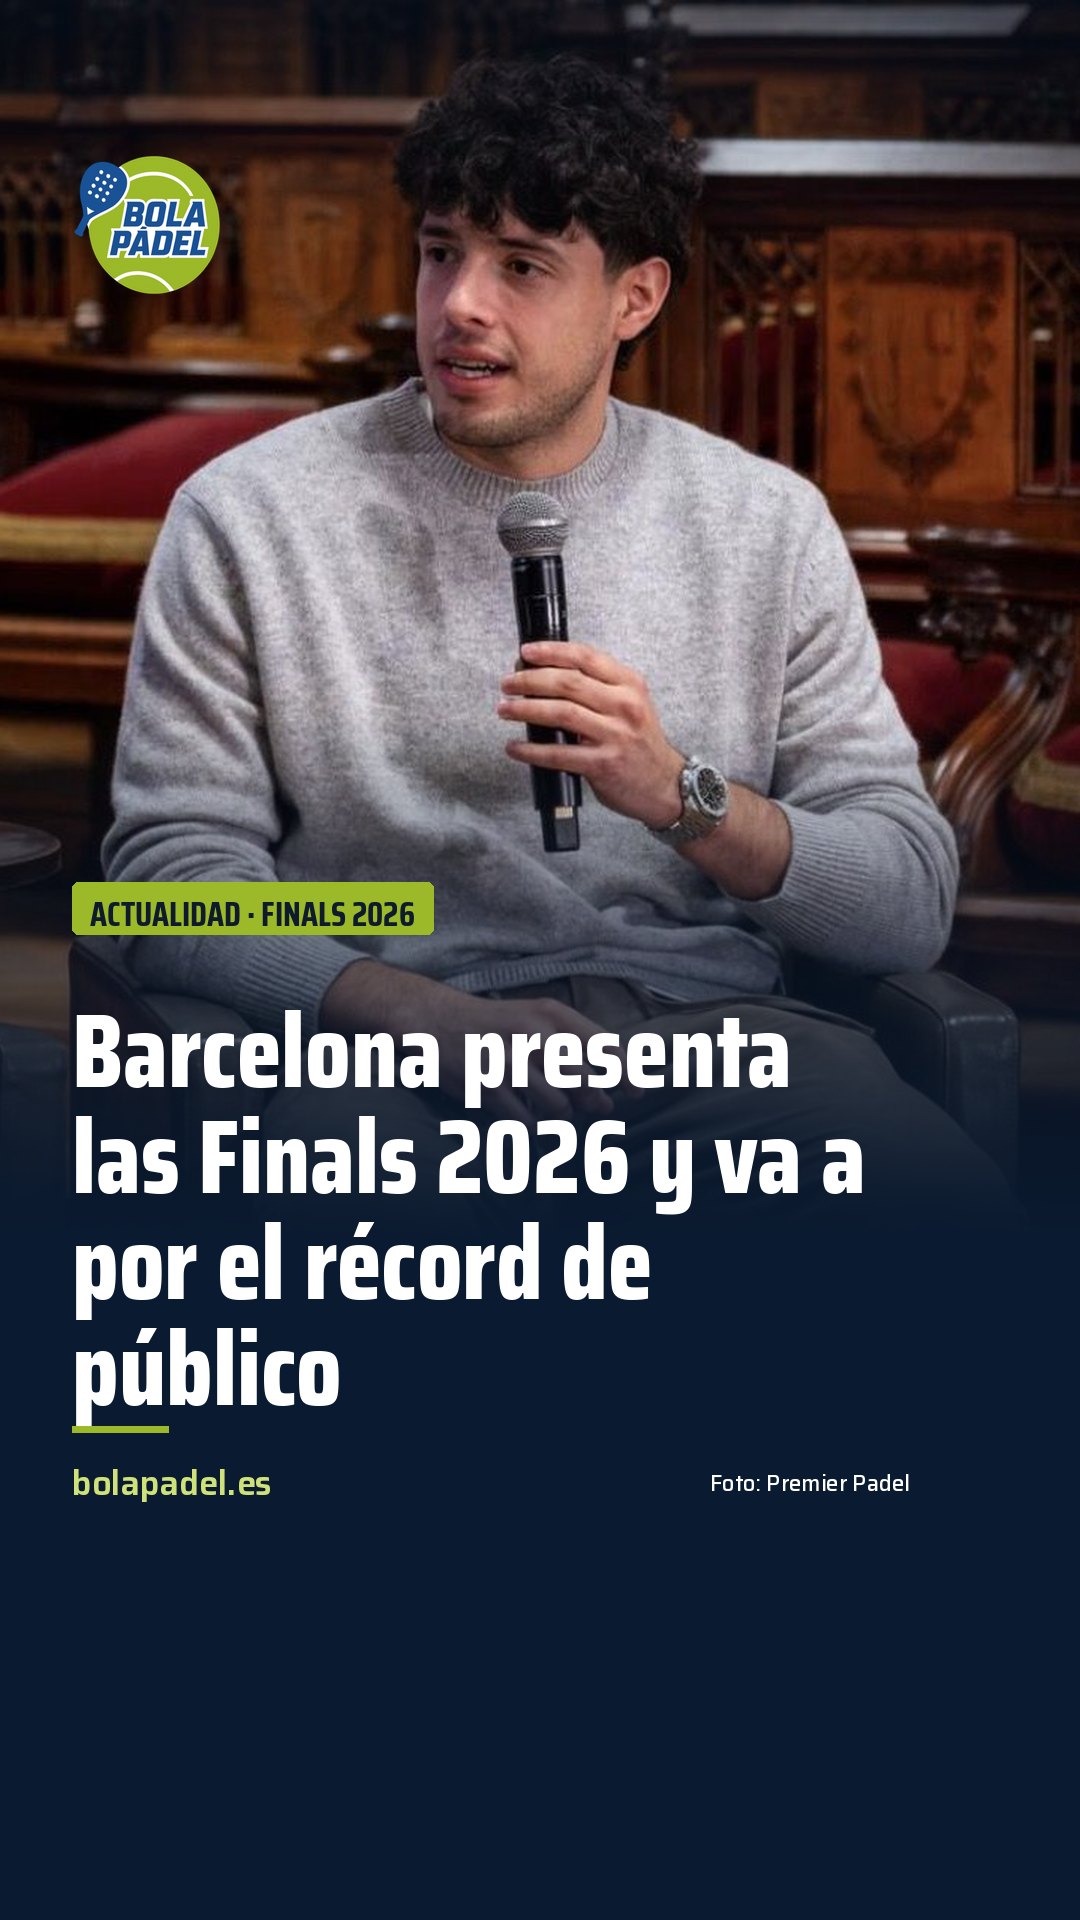 BOLA
PÁDEL
ACTUALIDAD · FINALS 2026
Barcelona presenta
las Finals 2026 y va a
por el récord de
público
bolapadel.es
Foto: Premier Padel